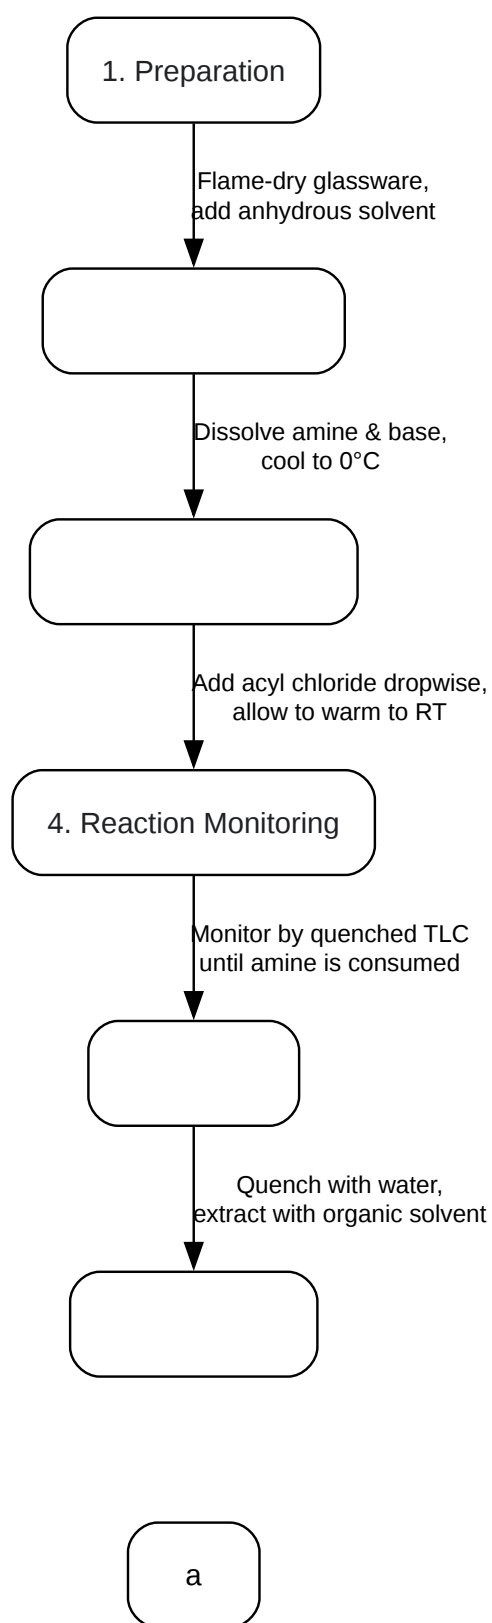 1. Preparation
Flame-dry glassware,
add anhydrous solvent
Dissolve amine & base,
cool to 0°C
Add acyl chloride dropwise,
allow to warm to RT
4. Reaction Monitoring
Monitor by quenched TLC
until amine is consumed
Quench with water,
extract with organic solvent
a